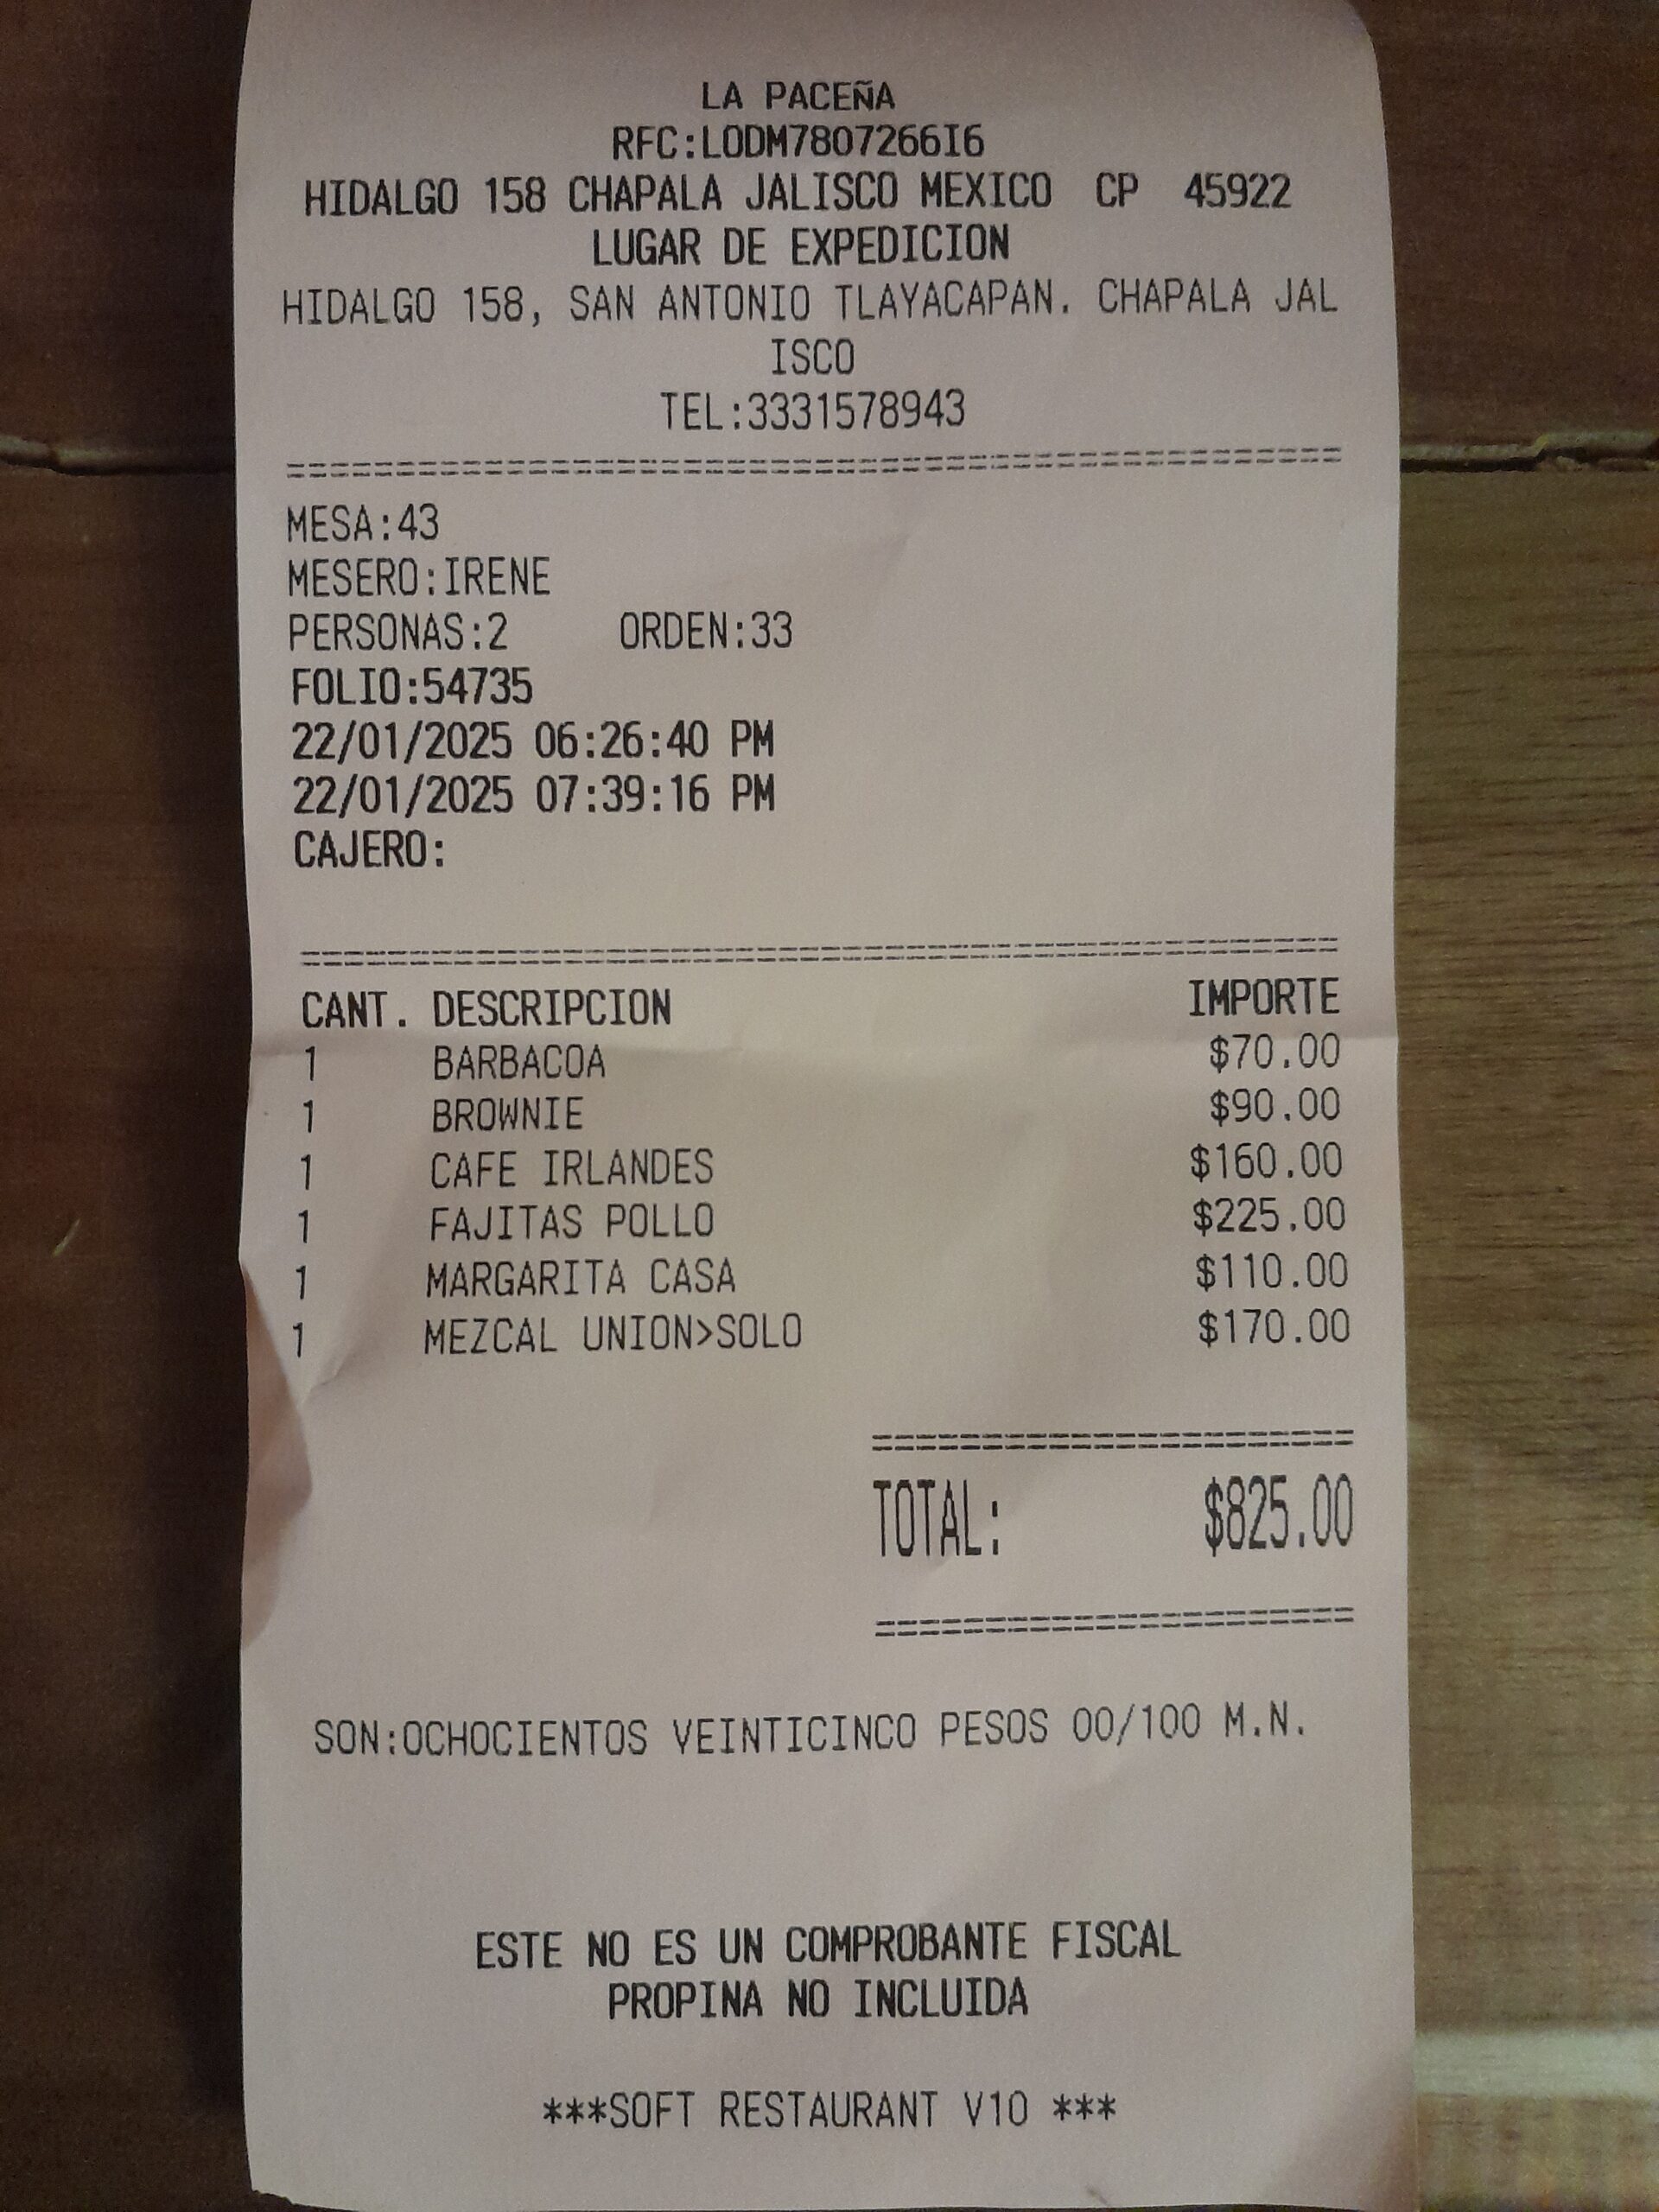 LA PACEÑA
RFC:LODM7807266I6
HIDALGO 158 CHAPALA JALISCO MEXICO CP 45922
LUGAR DE EXPEDICION
HIDALGO 158, SAN ANTONIO TLAYACAPAN. CHAPALA JAL
ISCO
TEL:3331578943
================================================
MESA:43
MESERO:IRENE
PERSONAS:2 ORDEN:33
FOLIO:54735
22/01/2025 06:26:40 PM
22/01/2025 07:39:16 PM
CAJERO:
================================================
CANT. DESCRIPCION IMPORTE
1 BARBACOA $70.00
1 BROWNIE $90.00
1 CAFE IRLANDES $160.00
1 FAJITAS POLLO $225.00
1 MARGARITA CASA $110.00
1 MEZCAL UNION>SOLO $170.00
======================
TOTAL: $825.00
======================
SON:OCHOCIENTOS VEINTICINCO PESOS 00/100 M.N.
ESTE NO ES UN COMPROBANTE FISCAL
PROPINA NO INCLUIDA
***SOFT RESTAURANT V10 ***